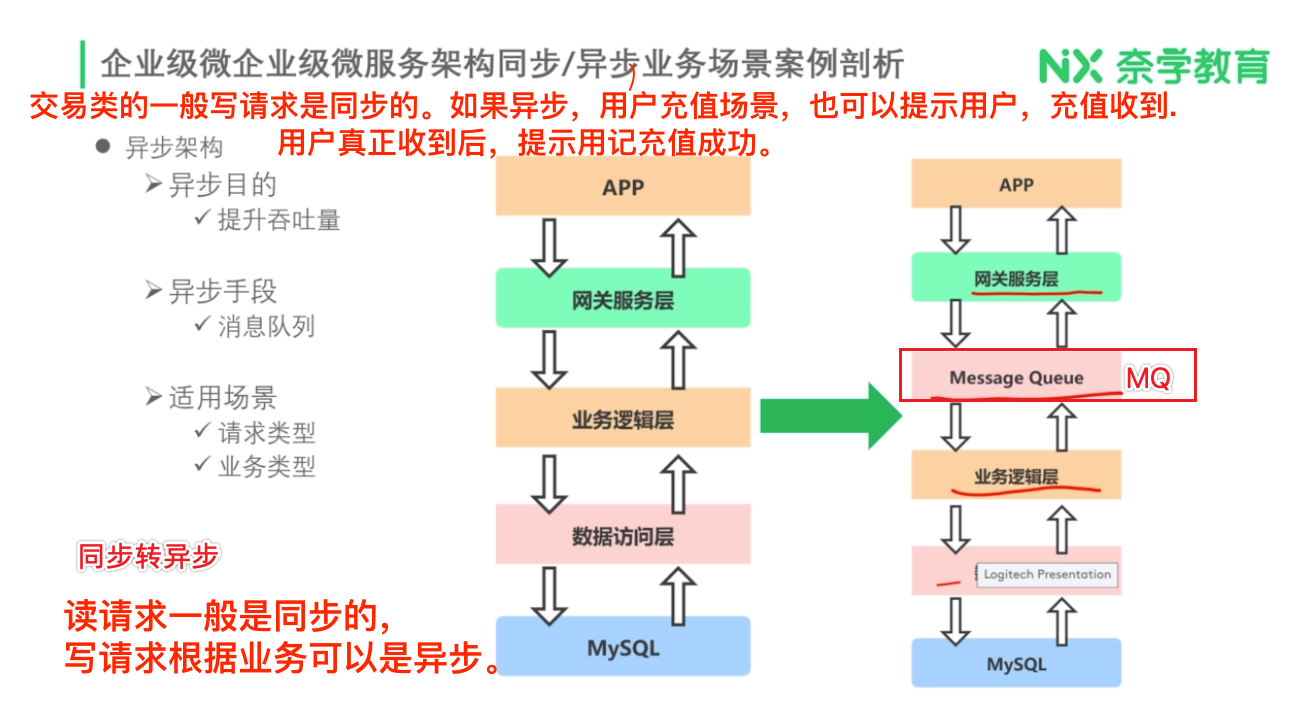 企业级微企业级微服务架构同步/异步业务场景案例剖析
NX 奈学教育
交易类的一般写请求是同步的。如果异步，用户充值场景，也可以提示用户，充值收到.
用户真正收到后，提示用记充值成功。
异步架构
异步目的
提升吞吐量
异步手段
消息队列
适用场景
请求类型
业务类型
同步转异步
读请求一般是同步的,
写请求根据业务可以是异步。
APP
网关服务层
业务逻辑层
数据访问层
MySQL
APP
网关服务层
Message Queue
MQ
业务逻辑层
Logitech Presentation
MySQL